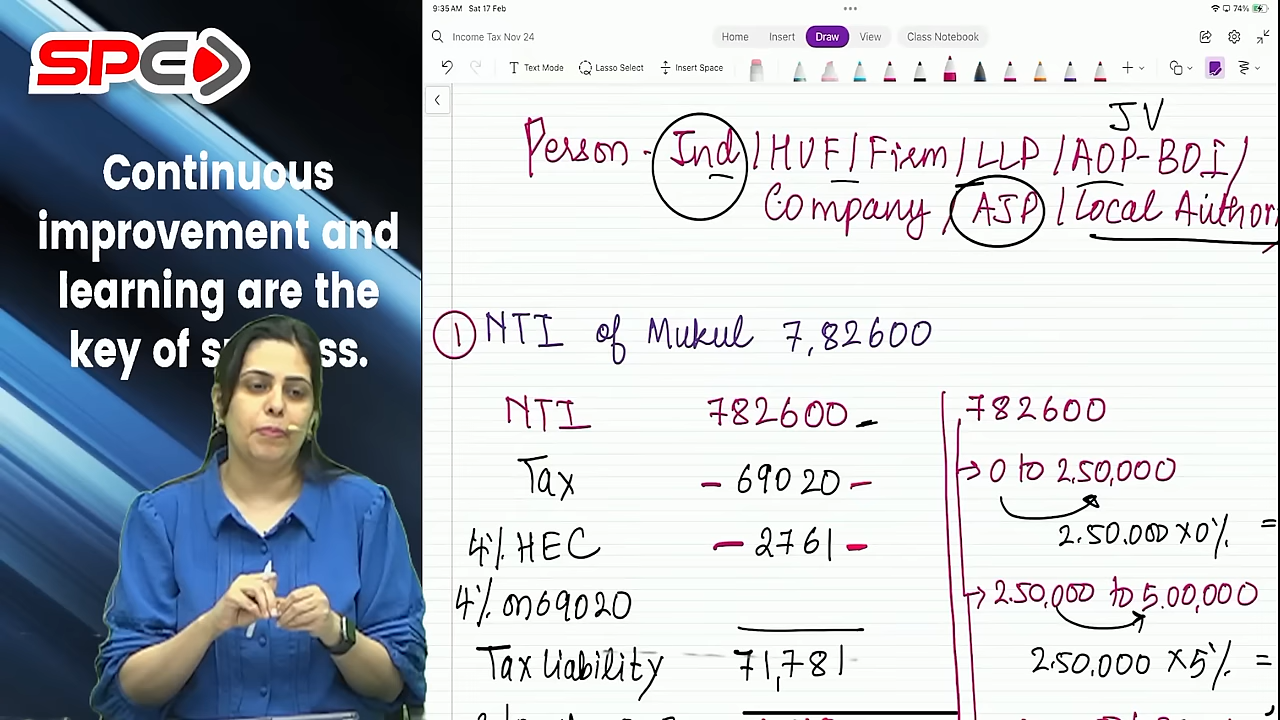 SPC
Continuous
improvement and
learning are the
key of s ss.
9:35 AM Sat 17 Feb
74%
Income Tax Nov 24
Home Insert Draw View Class Notebook
Text Mode Lasso Select Insert Space
JV
Person - Ind / HUF / Firm / LLP / AOP-BOI /
Company / AJP / Local Author
① NTI of Mukul 7,82600
NTI 782600
Tax 69020
4% HEC 2761
4% on 69020
Tax Liability 71,781
782600
→ 0 to 2,50,000
2.50.000 x 0% =
→ 2.50,000 to 5.00,000
2.50.000 x 5% =